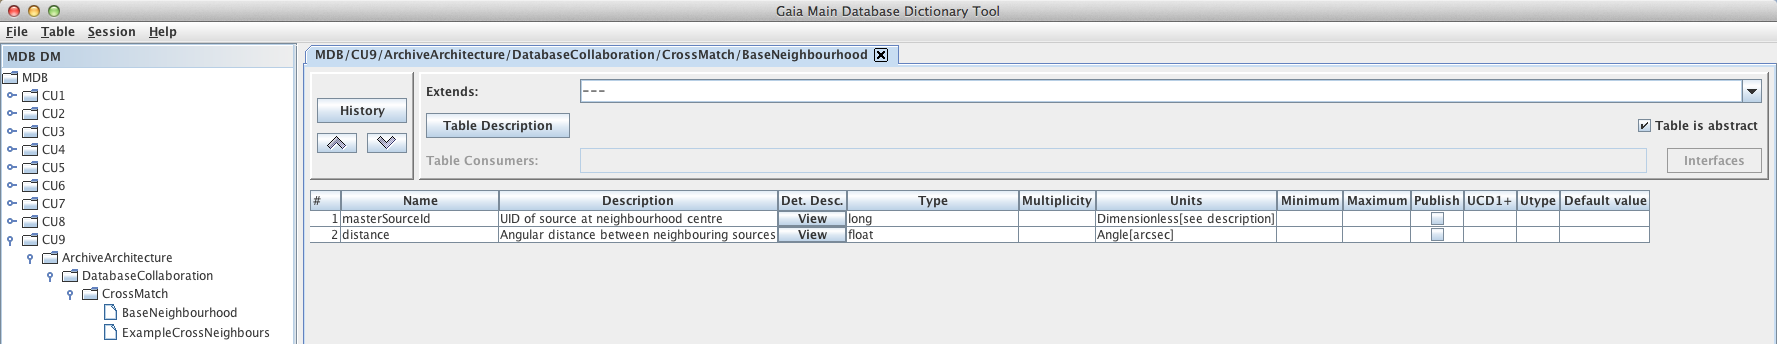 Gaia Main Database Dictionary Tool
File Table Session Help
MDB DM
MDB
CU1
CU2
CU3
CU4
CU5
CU6
CU7
CU8
CU9
ArchiveArchitecture
DatabaseCollaboration
CrossMatch
BaseNeighbourhood
ExampleCrossNeighbours
MDB/CU9/ArchiveArchitecture/DatabaseCollaboration/CrossMatch/BaseNeighbourhood
History
Extends: ---
Table Description Table is abstract
Table Consumers: Interfaces
# Name Description Det. Desc. Type Multiplicity Units Minimum Maximum Publish UCD1+ Utype Default value
1 masterSourceId UID of source at neighbourhood centre View long Dimensionless[see description]
2 distance Angular distance between neighbouring sources View float Angle[arcsec]